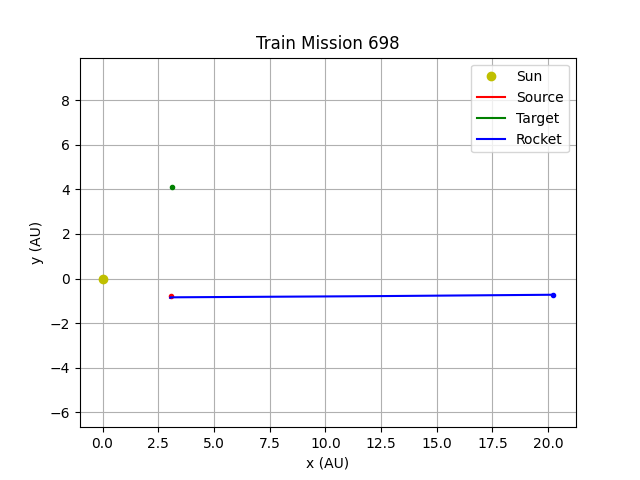 Train Mission 698
Sun
Source
Target
Rocket
8
6
4
2
0
−2
−4
−6
y (AU)
0.0 2.5 5.0 7.5 10.0 12.5 15.0 17.5 20.0
x (AU)